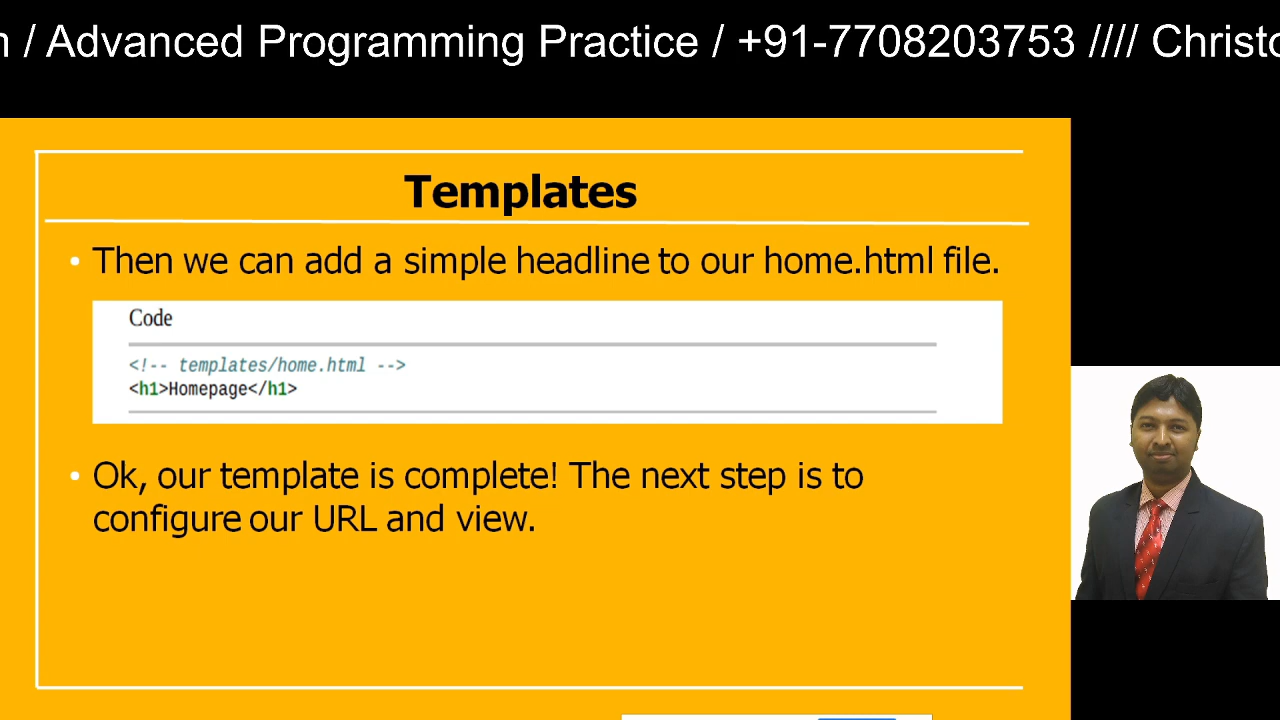 n / Advanced Programming Practice / +91-7708203753 //// Christo
Templates
• Then we can add a simple headline to our home.html file.
Code
<!-- templates/home.html -->
<h1>Homepage</h1>
• Ok, our template is complete! The next step is to
configure our URL and view.